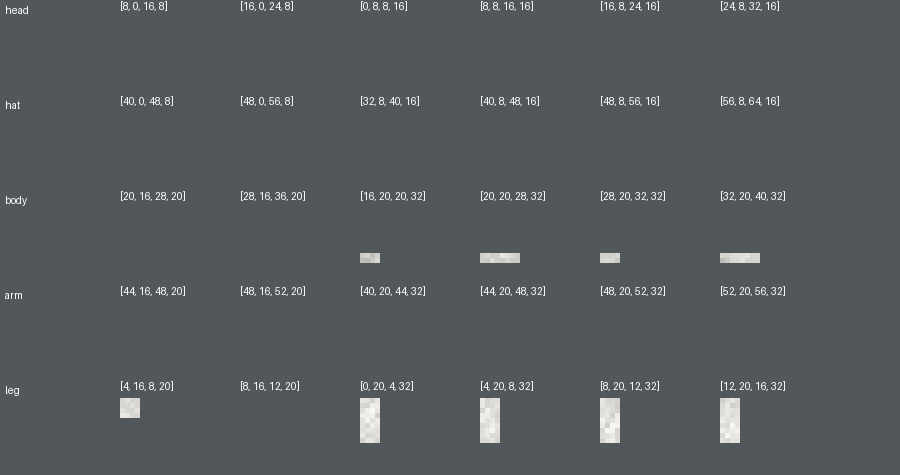 head [8, 0, 16, 8] [16, 0, 24, 8] [0, 8, 8, 16] [8, 8, 16, 16] [16, 8, 24, 16] [24, 8, 32, 16]
hat [40, 0, 48, 8] [48, 0, 56, 8] [32, 8, 40, 16] [40, 8, 48, 16] [48, 8, 56, 16] [56, 8, 64, 16]
body [20, 16, 28, 20] [28, 16, 36, 20] [16, 20, 20, 32] [20, 20, 28, 32] [28, 20, 32, 32] [32, 20, 40, 32]
arm [44, 16, 48, 20] [48, 16, 52, 20] [40, 20, 44, 32] [44, 20, 48, 32] [48, 20, 52, 32] [52, 20, 56, 32]
leg [4, 16, 8, 20] [8, 16, 12, 20] [0, 20, 4, 32] [4, 20, 8, 32] [8, 20, 12, 32] [12, 20, 16, 32]